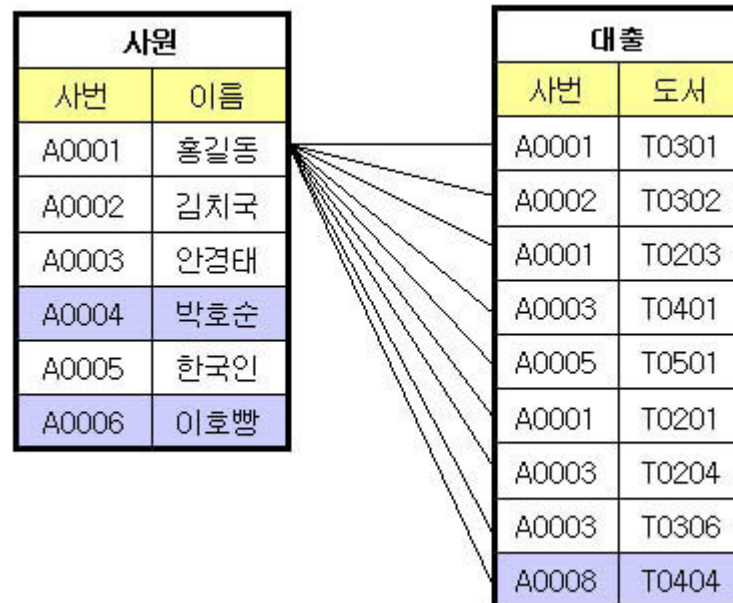 사원
사번 이름
A0001 홍길동
A0002 김치국
A0003 안경태
A0004 박호순
A0005 한국인
A0006 이호빵
대출
사번 도서
A0001 T0301
A0002 T0302
A0001 T0203
A0003 T0401
A0005 T0501
A0001 T0201
A0003 T0204
A0003 T0306
A0008 T0404